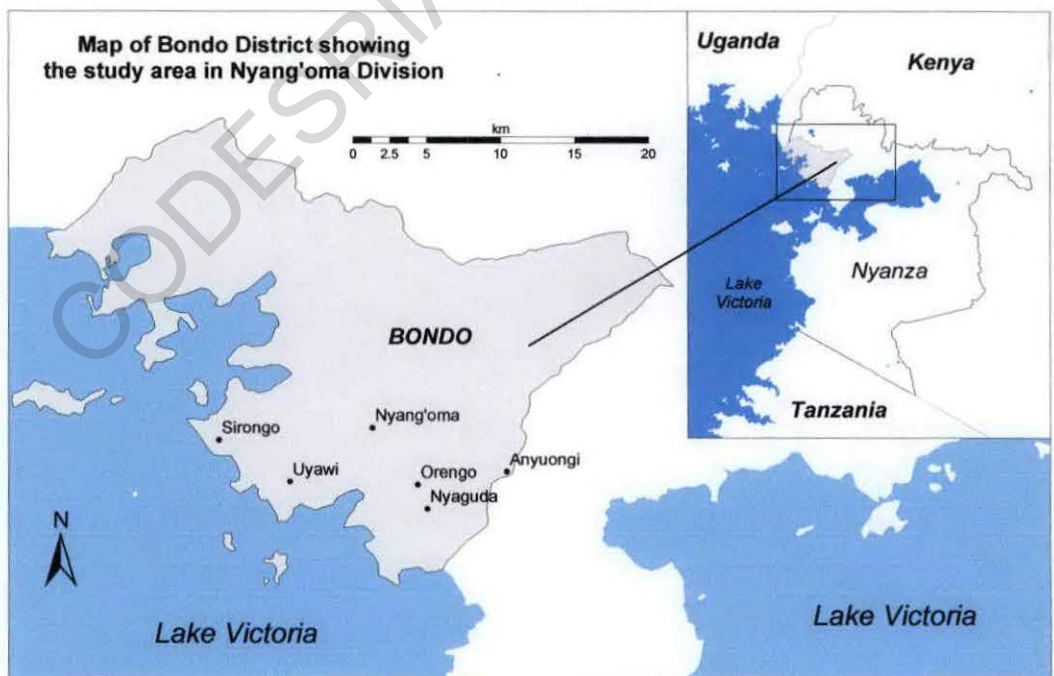 Map of Bondo District showing
the study area in Nyang'oma Division
km
0 2.5 5 10 15 20
BONDO
Nyang'oma
Sirongo
Uyawi
Orengo
Anyuongi
Nyaguda
N
Lake Victoria
Lake Victoria
Uganda
Kenya
Lake
Victoria
Nyanza
Tanzania
CODESRIA